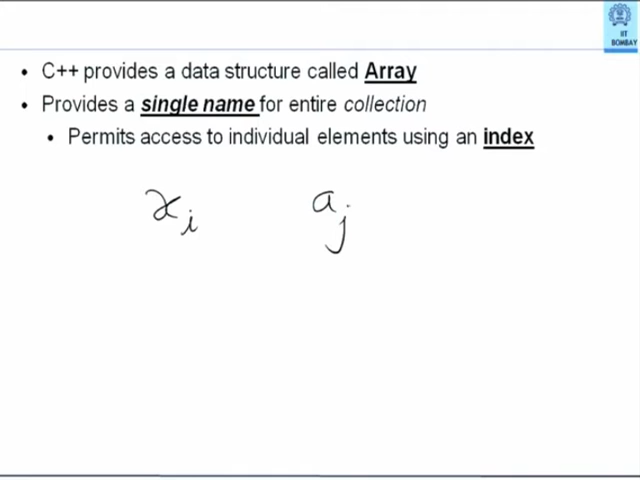 IIT
BOMBAY
• C++ provides a data structure called Array
• Provides a single name for entire collection
• Permits access to individual elements using an index
x_i a_j